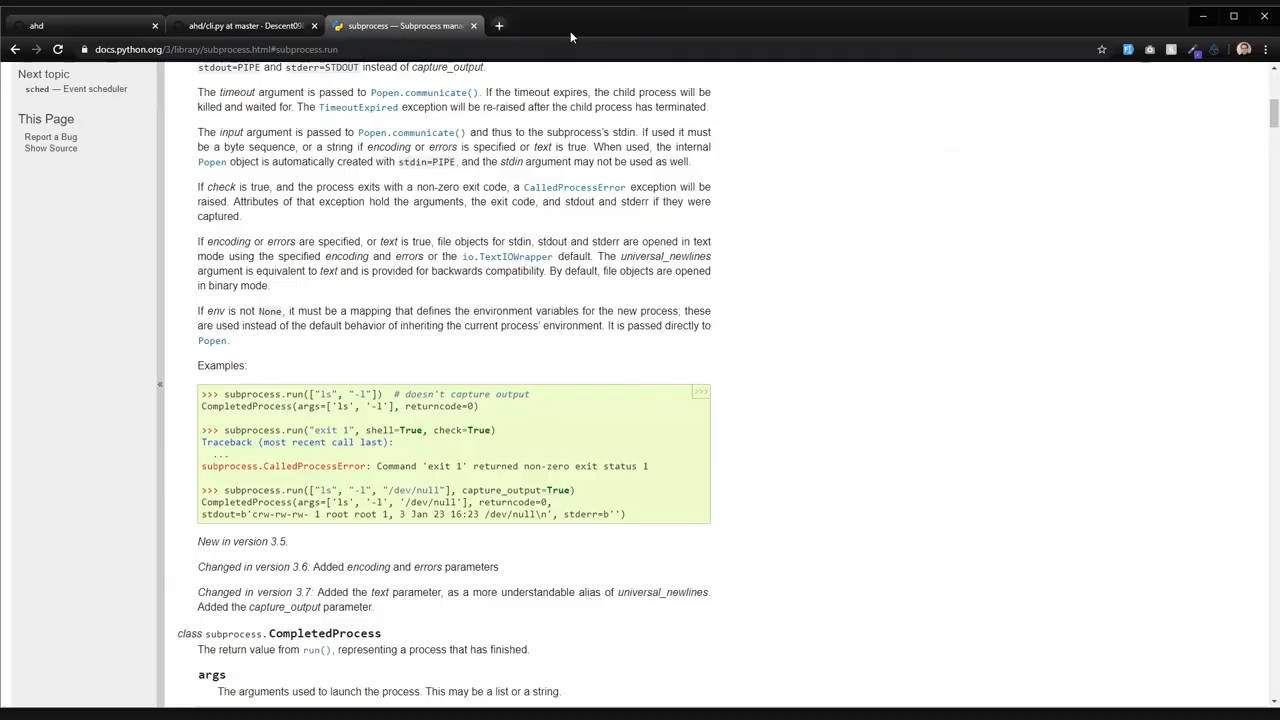 ahd
ahd/cli.py at master · Descent09
subprocess — Subprocess mana
docs.python.org/3/library/subprocess.html#subprocess.run
Next topic
sched — Event scheduler
This Page
Report a Bug
Show Source
«
stdout=PIPE and stderr=STDOUT instead of capture_output.
The timeout argument is passed to Popen.communicate(). If the timeout expires, the child process will be
killed and waited for. The TimeoutExpired exception will be re-raised after the child process has terminated.
The input argument is passed to Popen.communicate() and thus to the subprocess's stdin. If used it must
be a byte sequence, or a string if encoding or errors is specified or text is true. When used, the internal
Popen object is automatically created with stdin=PIPE, and the stdin argument may not be used as well.
If check is true, and the process exits with a non-zero exit code, a CalledProcessError exception will be
raised. Attributes of that exception hold the arguments, the exit code, and stdout and stderr if they were
captured.
If encoding or errors are specified, or text is true, file objects for stdin, stdout and stderr are opened in text
mode using the specified encoding and errors or the io.TextIOWrapper default. The universal_newlines
argument is equivalent to text and is provided for backwards compatibility. By default, file objects are opened
in binary mode.
If env is not None, it must be a mapping that defines the environment variables for the new process; these
are used instead of the default behavior of inheriting the current process' environment. It is passed directly to
Popen.
Examples:
>>>
>>> subprocess.run(["ls", "-l"])  # doesn't capture output
CompletedProcess(args=['ls', '-l'], returncode=0)
>>> subprocess.run("exit 1", shell=True, check=True)
Traceback (most recent call last):
...
subprocess.CalledProcessError: Command 'exit 1' returned non-zero exit status 1
>>> subprocess.run(["ls", "-l", "/dev/null"], capture_output=True)
CompletedProcess(args=['ls', '-l', '/dev/null'], returncode=0,
stdout=b'crw-rw-rw- 1 root root 1, 3 Jan 23 16:23 /dev/null\n', stderr=b'')
New in version 3.5.
Changed in version 3.6: Added encoding and errors parameters
Changed in version 3.7: Added the text parameter, as a more understandable alias of universal_newlines.
Added the capture_output parameter.
class subprocess.CompletedProcess
The return value from run(), representing a process that has finished.
args
The arguments used to launch the process. This may be a list or a string.